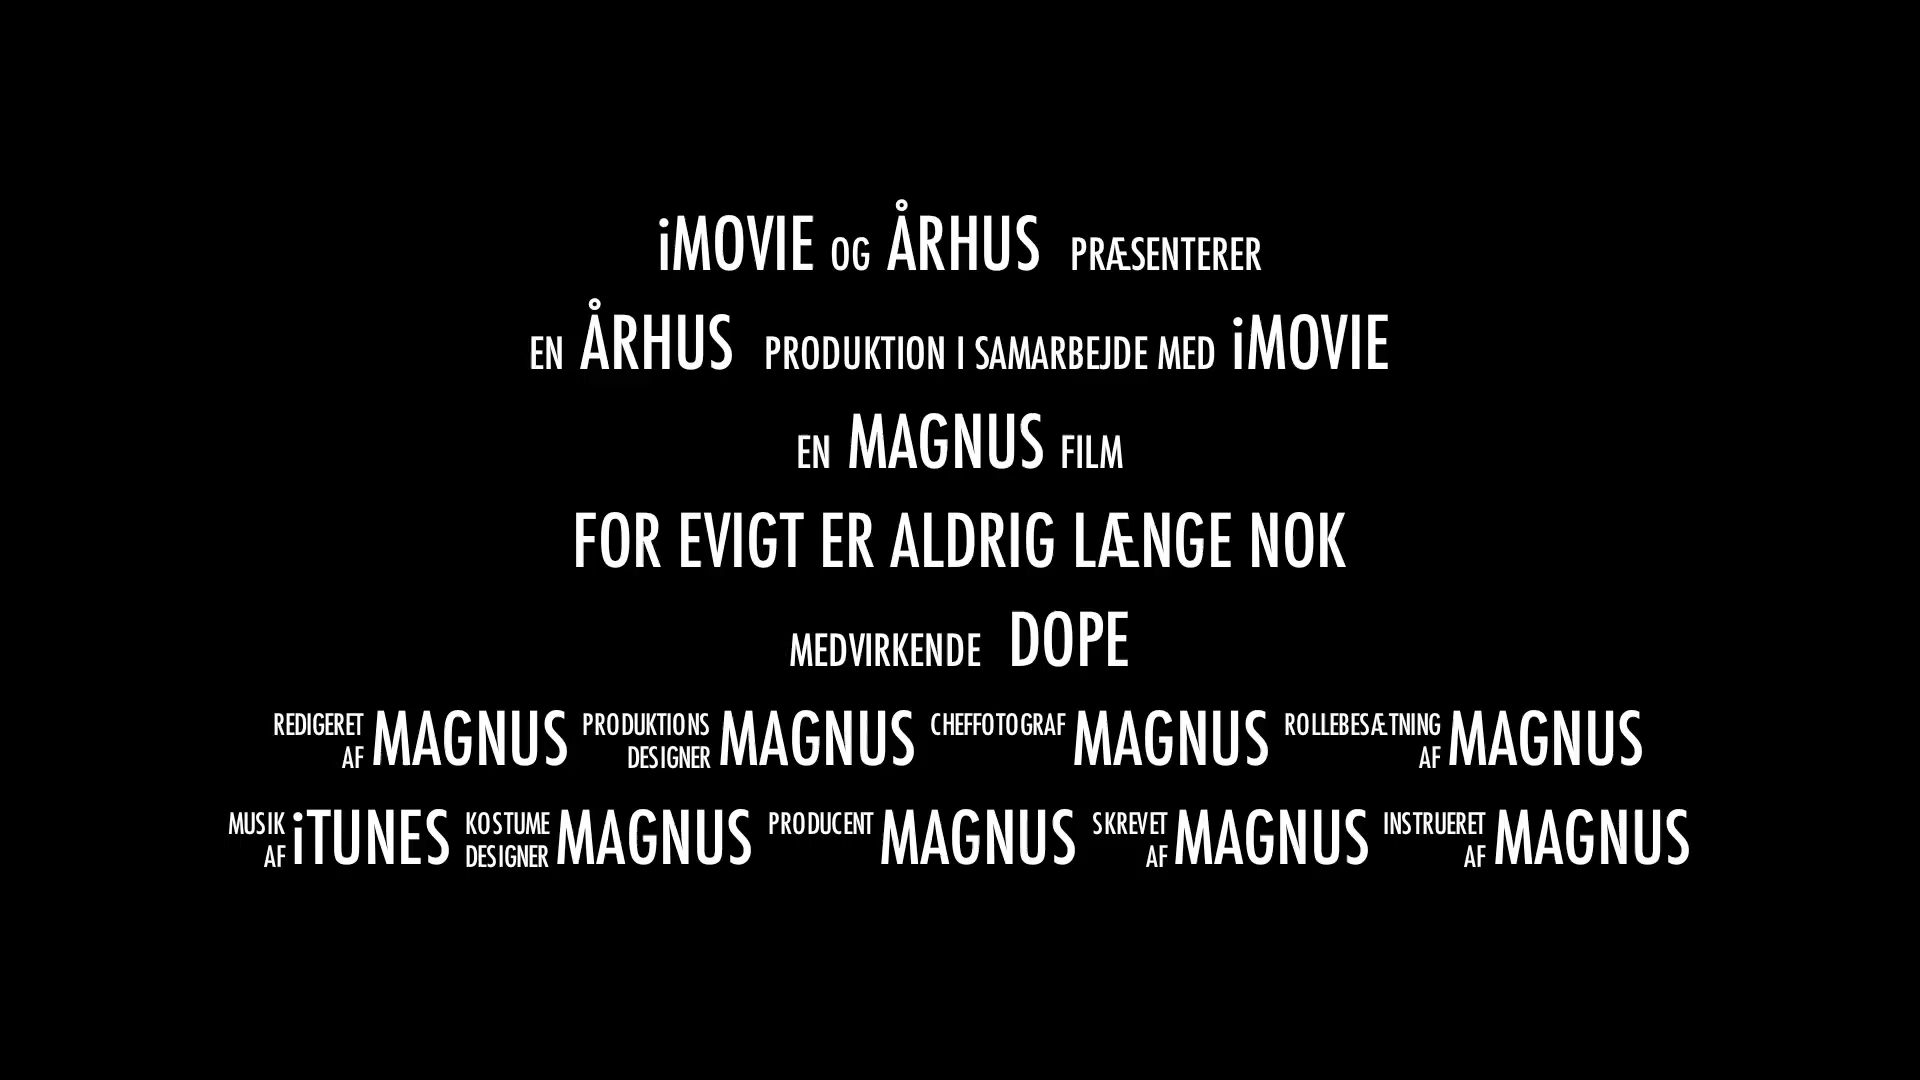 iMOVIE OG ÅRHUS PRÆSENTERER
EN ÅRHUS PRODUKTION I SAMARBEJDE MED iMOVIE
EN MAGNUS FILM
FOR EVIGT ER ALDRIG LÆNGE NOK
MEDVIRKENDE DOPE
REDIGERET AF MAGNUS PRODUKTIONS DESIGNER MAGNUS CHEFFOTOGRAF MAGNUS ROLLEBESÆTNING AF MAGNUS
MUSIK AF iTUNES KOSTUME DESIGNER MAGNUS PRODUCENT MAGNUS SKREVET AF MAGNUS INSTRUERET AF MAGNUS